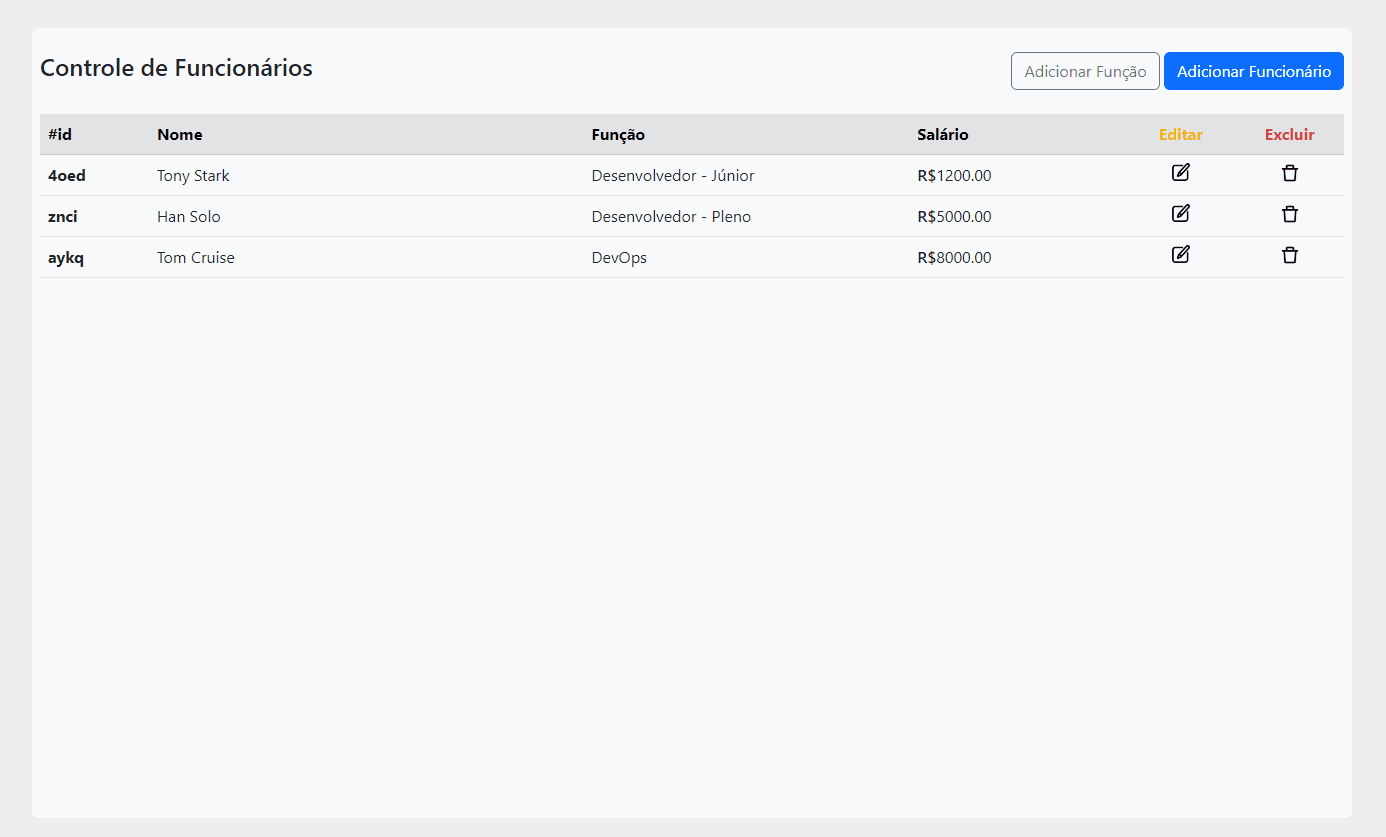 Controle de Funcionários
Adicionar Função Adicionar Funcionário
#id Nome Função Salário Editar Excluir
4oed Tony Stark Desenvolvedor - Júnior R$1200.00
znci Han Solo Desenvolvedor - Pleno R$5000.00
aykq Tom Cruise DevOps R$8000.00